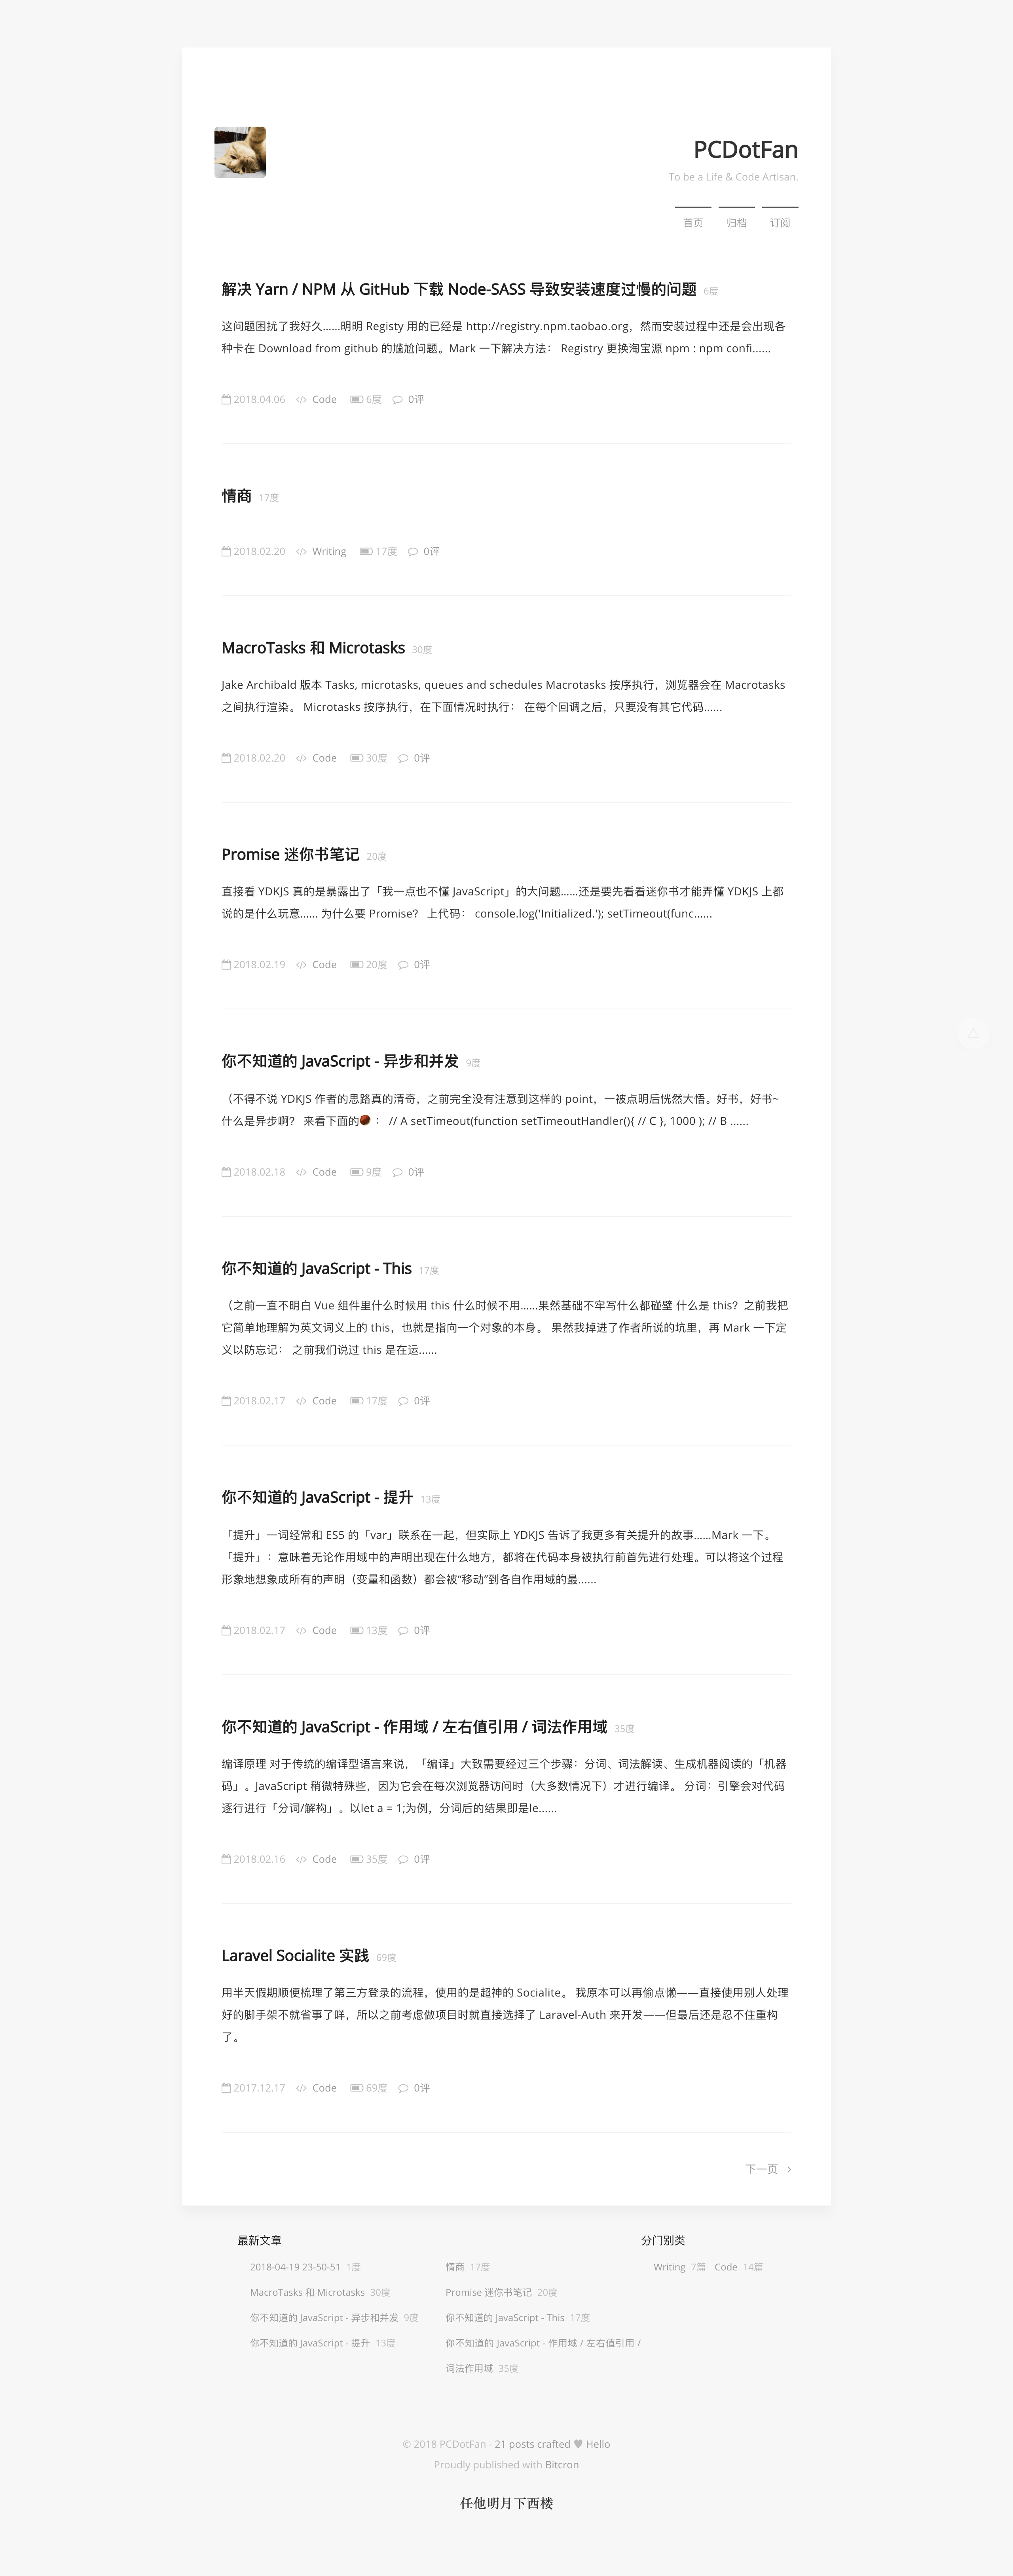 PCDotFan
To be a Life & Code Artisan.
首页 归档 订阅
解决 Yarn / NPM 从 GitHub 下载 Node-SASS 导致安装速度过慢的问题 6度
这问题困扰了我好久……明明 Registy 用的已经是 http://registry.npm.taobao.org，然而安装过程中还是会出现各
种卡在 Download from github 的尴尬问题。Mark 一下解决方法： Registry 更换淘宝源 npm : npm confi......
2018.04.06 Code 6度 0评
情商 17度
2018.02.20 Writing 17度 0评
MacroTasks 和 Microtasks 30度
Jake Archibald 版本 Tasks, microtasks, queues and schedules Macrotasks 按序执行，浏览器会在 Macrotasks
之间执行渲染。 Microtasks 按序执行，在下面情况时执行： 在每个回调之后，只要没有其它代码......
2018.02.20 Code 30度 0评
Promise 迷你书笔记 20度
直接看 YDKJS 真的是暴露出了「我一点也不懂 JavaScript」的大问题……还是要先看看迷你书才能弄懂 YDKJS 上都
说的是什么玩意…… 为什么要 Promise？ 上代码： console.log('Initialized.'); setTimeout(func......
2018.02.19 Code 20度 0评
你不知道的 JavaScript - 异步和并发 9度
（不得不说 YDKJS 作者的思路真的清奇，之前完全没有注意到这样的 point，一被点明后恍然大悟。好书，好书~
什么是异步啊？ 来看下面的🌰 ： // A setTimeout(function setTimeoutHandler(){ // C }, 1000 ); // B ......
2018.02.18 Code 9度 0评
你不知道的 JavaScript - This 17度
（之前一直不明白 Vue 组件里什么时候用 this 什么时候不用……果然基础不牢写什么都碰壁 什么是 this？之前我把
它简单地理解为英文词义上的 this，也就是指向一个对象的本身。 果然我掉进了作者所说的坑里，再 Mark 一下定
义以防忘记： 之前我们说过 this 是在运......
2018.02.17 Code 17度 0评
你不知道的 JavaScript - 提升 13度
「提升」一词经常和 ES5 的「var」联系在一起，但实际上 YDKJS 告诉了我更多有关提升的故事……Mark 一下。
「提升」：意味着无论作用域中的声明出现在什么地方，都将在代码本身被执行前首先进行处理。可以将这个过程
形象地想象成所有的声明（变量和函数）都会被“移动”到各自作用域的最......
2018.02.17 Code 13度 0评
你不知道的 JavaScript - 作用域 / 左右值引用 / 词法作用域 35度
编译原理 对于传统的编译型语言来说，「编译」大致需要经过三个步骤：分词、词法解读、生成机器阅读的「机器
码」。JavaScript 稍微特殊些，因为它会在每次浏览器访问时（大多数情况下）才进行编译。 分词：引擎会对代码
逐行进行「分词/解构」。以let a = 1;为例，分词后的结果即是le......
2018.02.16 Code 35度 0评
Laravel Socialite 实践 69度
用半天假期顺便梳理了第三方登录的流程，使用的是超神的 Socialite。 我原本可以再偷点懒——直接使用别人处理
好的脚手架不就省事了咩，所以之前考虑做项目时就直接选择了 Laravel-Auth 来开发——但最后还是忍不住重构
了。
2017.12.17 Code 69度 0评
下一页
最新文章
2018-04-19 23-50-51 1度
情商 17度
MacroTasks 和 Microtasks 30度
Promise 迷你书笔记 20度
你不知道的 JavaScript - 异步和并发 9度
你不知道的 JavaScript - This 17度
你不知道的 JavaScript - 提升 13度
你不知道的 JavaScript - 作用域 / 左右值引用 /
词法作用域 35度
分门别类
Writing 7篇 Code 14篇
© 2018 PCDotFan - 21 posts crafted ♥ Hello
Proudly published with Bitcron
任他明月下西楼